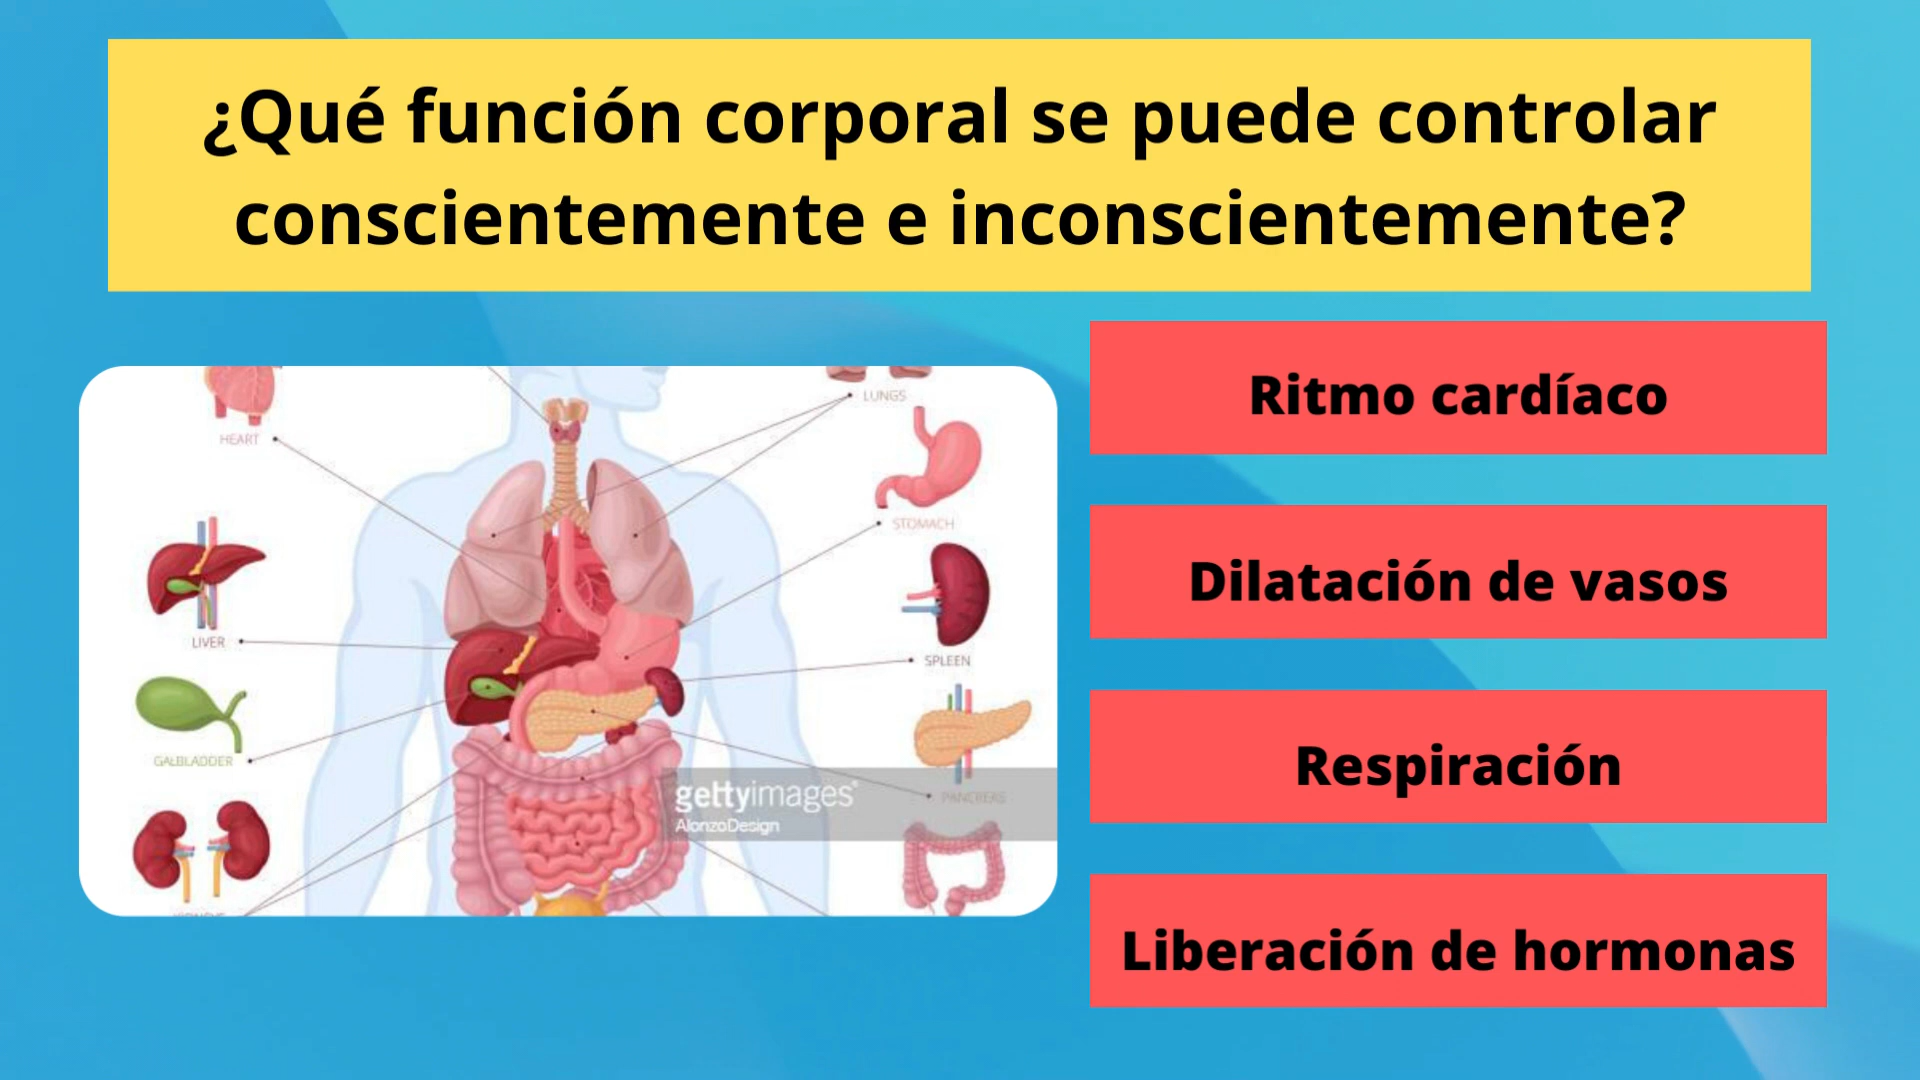 ¿Qué función corporal se puede controlar
conscientemente e inconscientemente?
Ritmo cardíaco
Dilatación de vasos
Respiración
Liberación de hormonas
HEART
LUNGS
STOMACH
LIVER
SPLEEN
GALLBLADDER
PANCREAS
gettyimages®
AlonzoDesign